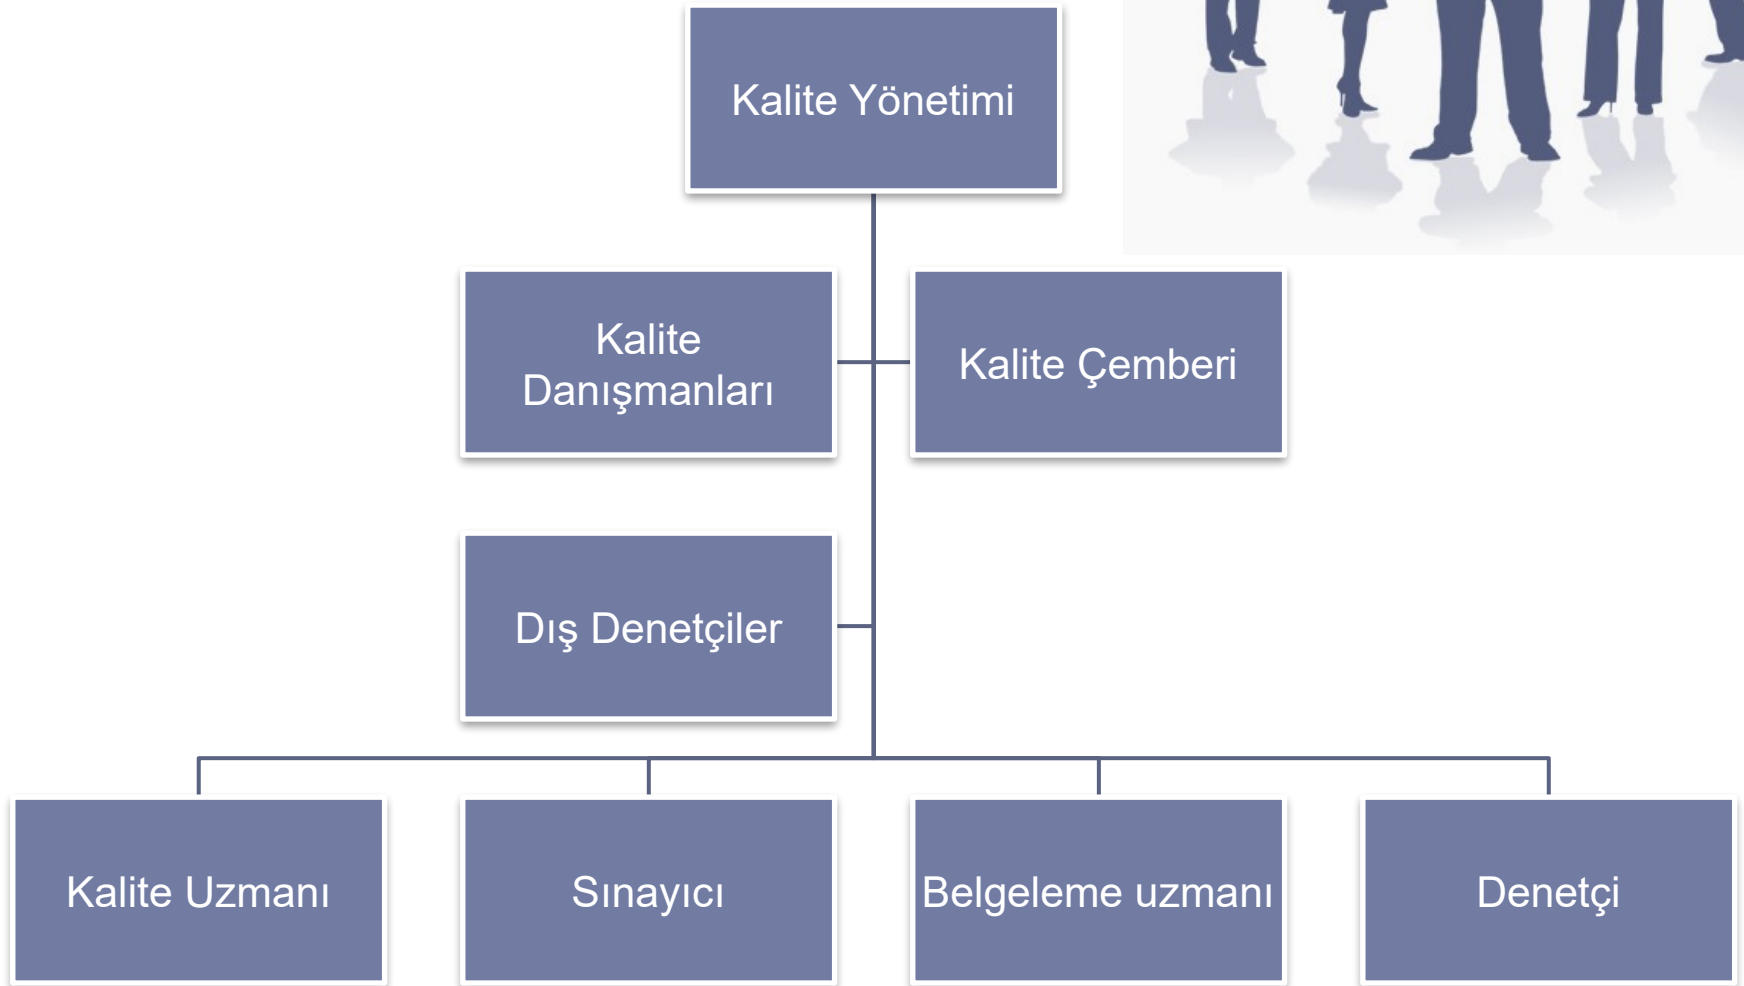 Kalite Yönetimi
Kalite
Danışmanları
Kalite Çemberi
Dış Denetçiler
Kalite Uzmanı
Sınayıcı
Belgeleme uzmanı
Denetçi